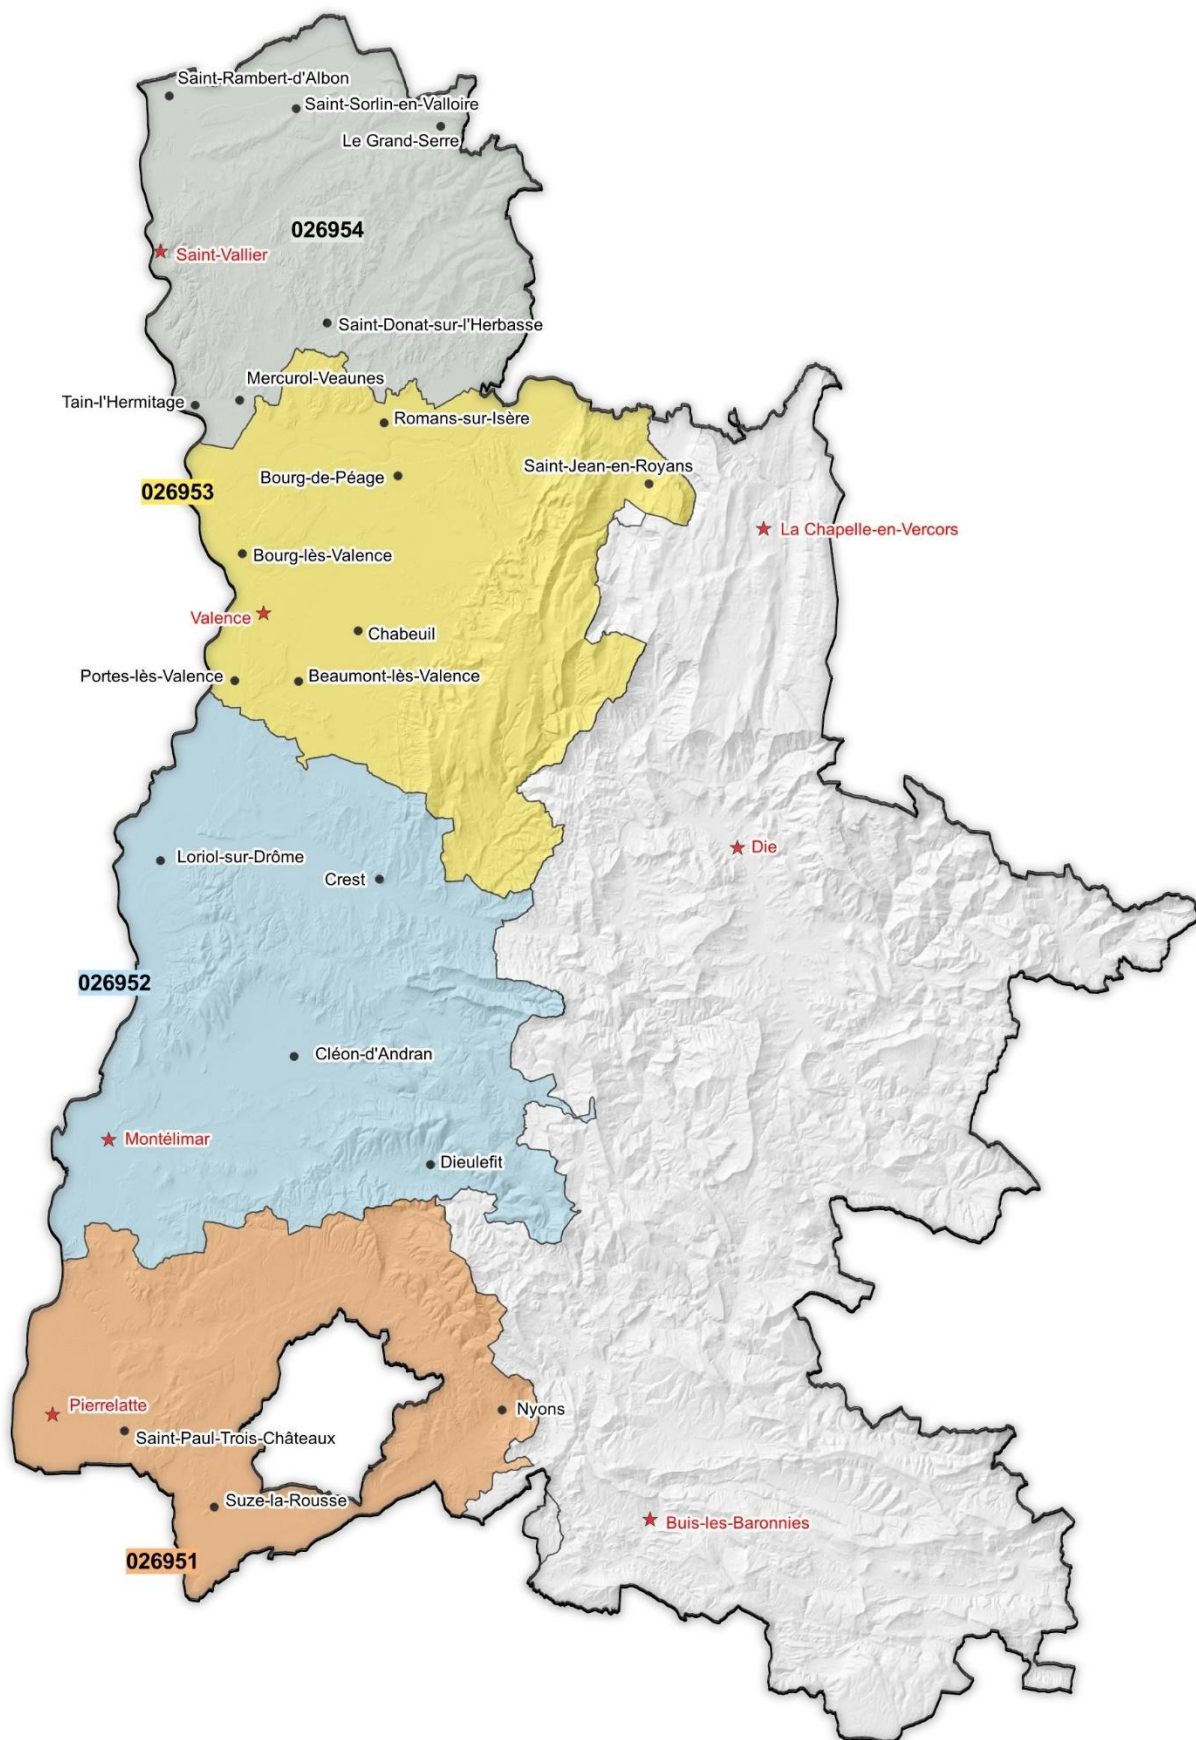 Saint-Rambert-d'Albon
Saint-Sorlin-en-Valloire
Le Grand-Serre
026954
Saint-Vallier
Saint-Donat-sur-l'Herbasse
Mercurol-Veaunes
Tain-l'Hermitage
Romans-sur-Isère
Saint-Jean-en-Royans
Bourg-de-Péage
026953
La Chapelle-en-Vercors
Bourg-lès-Valence
Valence
Chabeuil
Portes-lès-Valence
Beaumont-lès-Valence
Die
Loriol-sur-Drôme
Crest
026952
Cléon-d'Andran
Montélimar
Dieulefit
Pierrelatte
Nyons
Saint-Paul-Trois-Châteaux
Suze-la-Rousse
Buis-les-Baronnies
026951